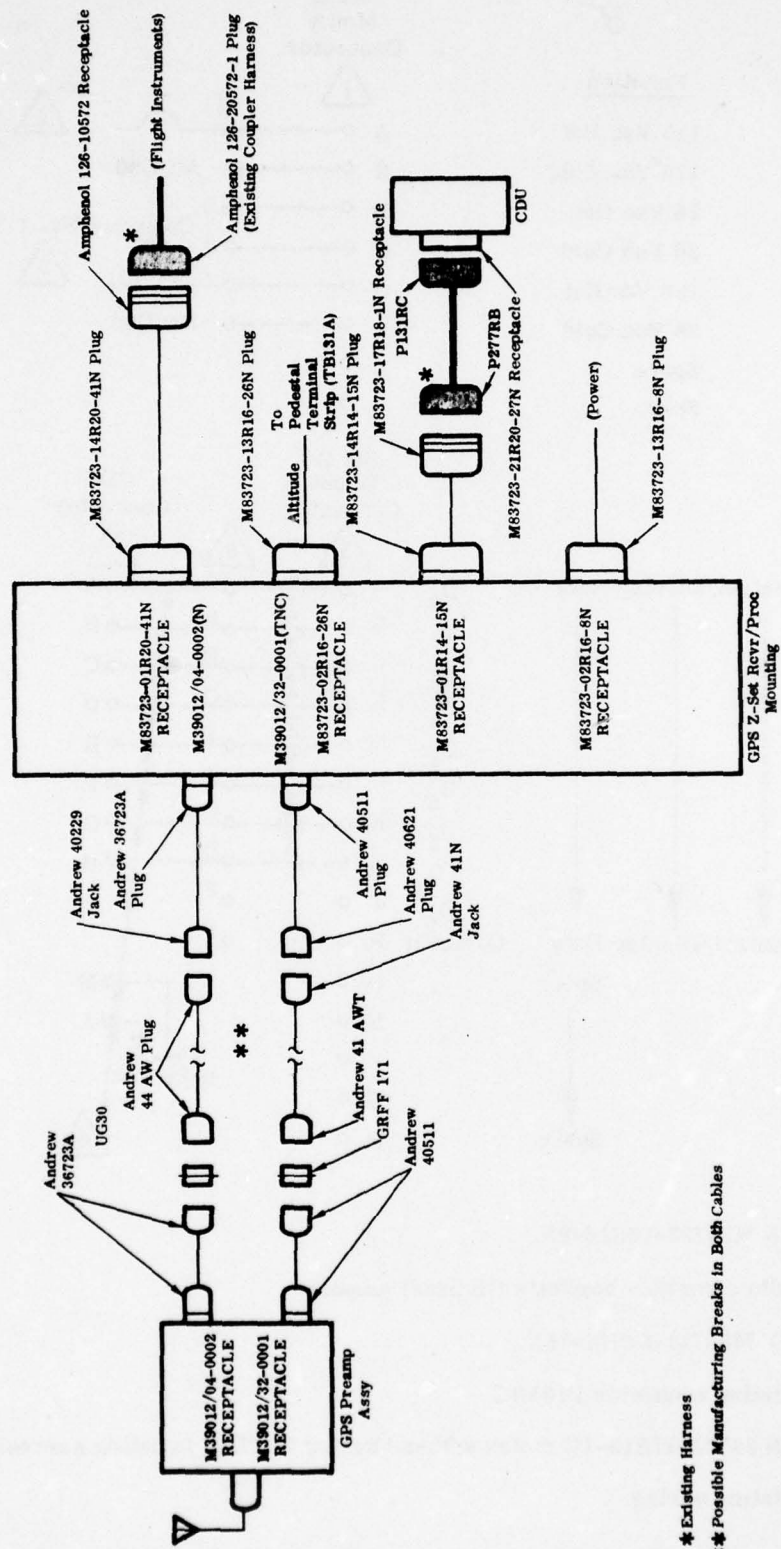 Amphenol 126-10572 Receptacle
(Flight Instruments)
*
Amphenol 126-20572-1 Plug
(Existing Coupler Harness)
M83723-14R20-41N Plug
M83723-13R16-26N Plug
To
Altitude Pedestal
Terminal
Strip (TB131A)
M83723-14R14-15N Plug
M83723-17R18-1N Receptacle
P131RC
*
CDU
P277RB
M83723-21R20-27N Receptacle
(Power)
M83723-13R16-8N Plug
M83723-01R20-41N
RECEPTACLE
M39012/04-0002(N)
M39012/32-0001(TNC)
M83723-02R16-26N
RECEPTACLE
M83723-01R14-15N
RECEPTACLE
M83723-02R16-8N
RECEPTACLE
GPS Z-Set Rcvr/Proc
Mounting
Andrew 40229
Jack
Andrew 36723A
Plug
Andrew 40511
Plug
Andrew 40621
Plug
Andrew 41N
Jack
Andrew
44 AW Plug
**
UG30
Andrew 41 AWT
GRFF 171
Andrew
36723A
Andrew
40511
M39012/04-0002
RECEPTACLE
M39012/32-0001
RECEPTACLE
GPS Preamp
Assy
* Existing Harness
** Possible Manufacturing Breaks in Both Cables